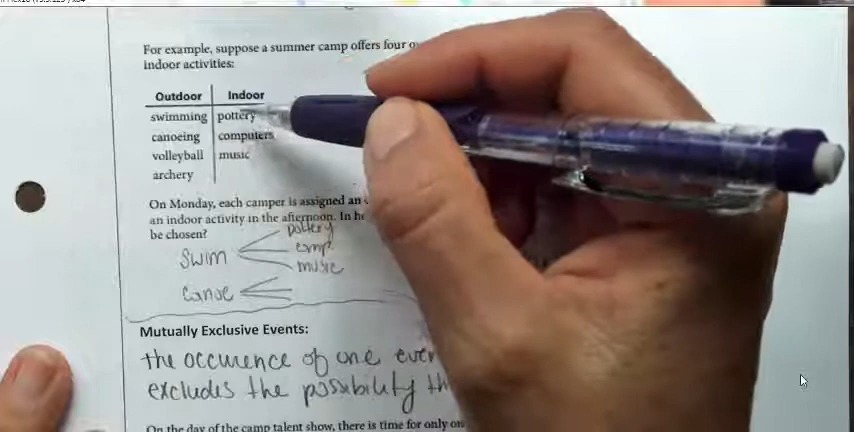 For example, suppose a summer camp offers four
indoor activities:
Outdoor Indoor
swimming pottery
canoeing computers
volleyball music
archery
On Monday, each camper is assigned an
an indoor activity in the afternoon. In
be chosen?
pottery
Swim comp.
music
Canoe
Mutually Exclusive Events:
the occurence of one
excludes the possibility
On the day of the camp talent show, there is time for only